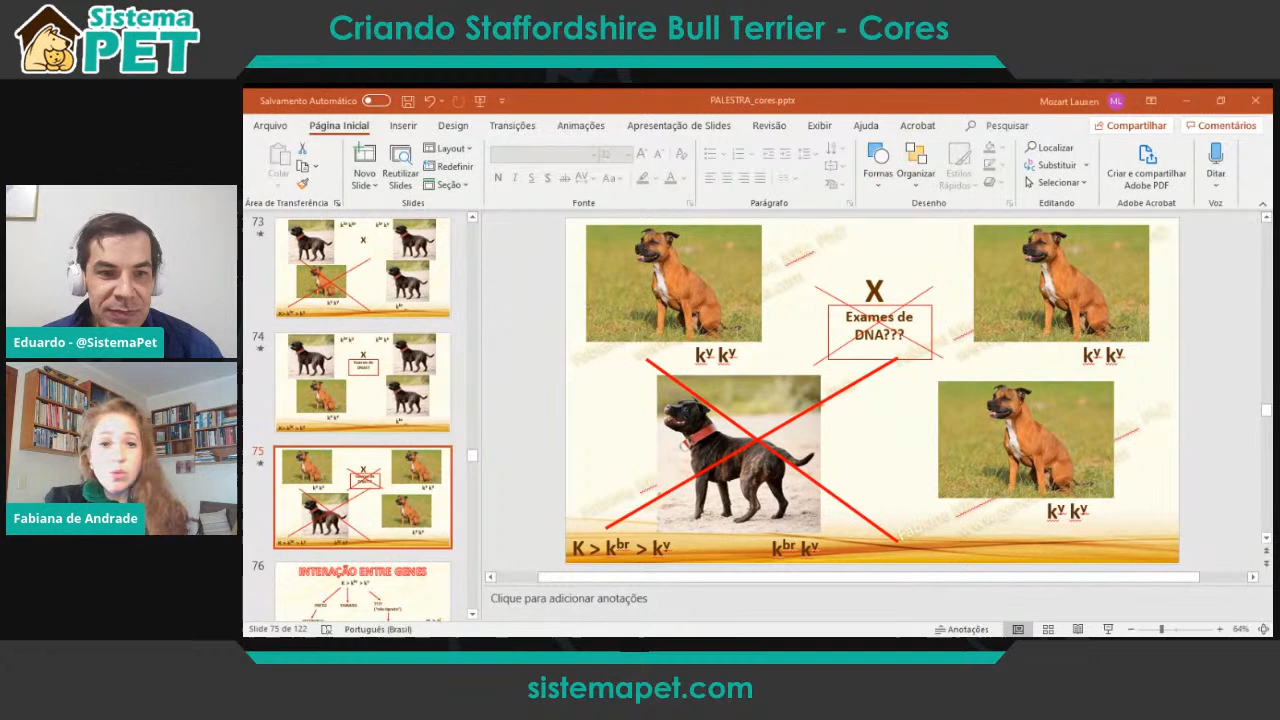 Sistema
PET
Criando Staffordshire Bull Terrier - Cores
Salvamento Automático
PALESTRA_cores.pptx
Mozart Lausen
ML
Arquivo
Página Inicial
Inserir
Design
Transições
Animações
Apresentação de Slides
Revisão
Exibir
Ajuda
Acrobat
Pesquisar
Compartilhar
Comentários
Colar
Novo
Slide
Reutilizar
Slides
Layout
Redefinir
Seção
Formas
Organizar
Estilos
Rápidos
Localizar
Substituir
Selecionar
Criar e compartilhar
Adobe PDF
Ditar
Área de Transferência
Slides
Fonte
Parágrafo
Desenho
Editando
Adobe Acrobat
Voz
73
X
74
X
75
X
76
INTERAÇÃO ENTRE GENES
X
Exames de
DNA???
kʸ kʸ
kʸ kʸ
kʸ kʸ
K > kᵇʳ > kʸ
kᵇʳ kʸ
Clique para adicionar anotações
Slide 75 de 122
Português (Brasil)
Anotações
64%
Eduardo - @SistemaPet
Fabiana de Andrade
sistemapet.com